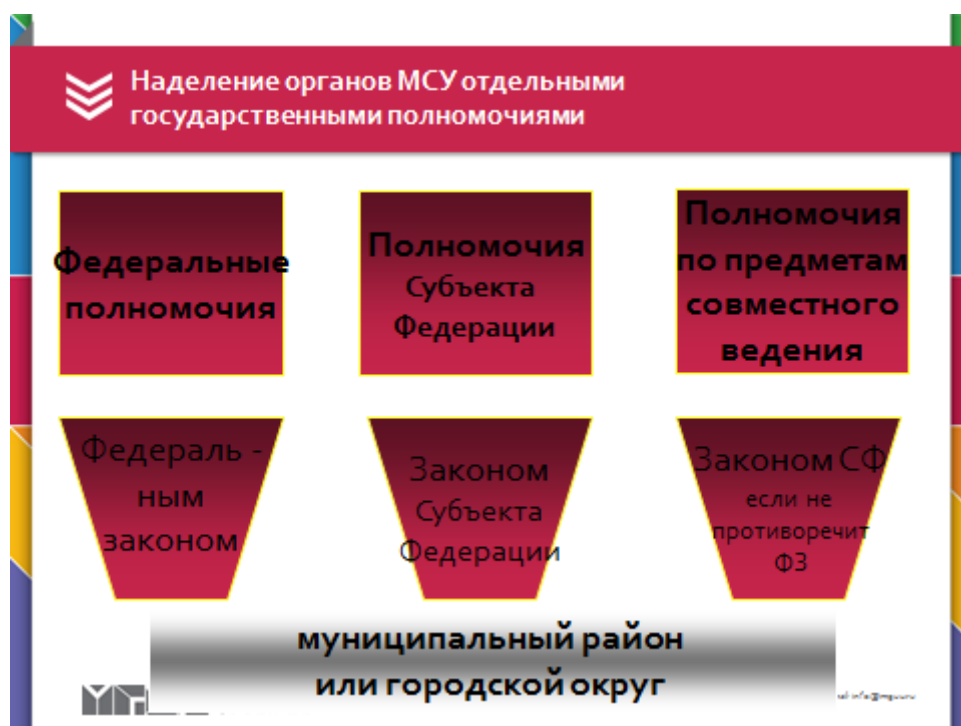 Наделение органов МСУ отдельными
государственными полномочиями
Федеральные
полномочия
Полномочия
Субъекта
Федерации
Полномочия
по предметам
совместного
ведения
Федераль -
ным
законом
Законом
Субъекта
Федерации
Законом СФ
если не
противоречит
ФЗ
муниципальный район
или городской округ